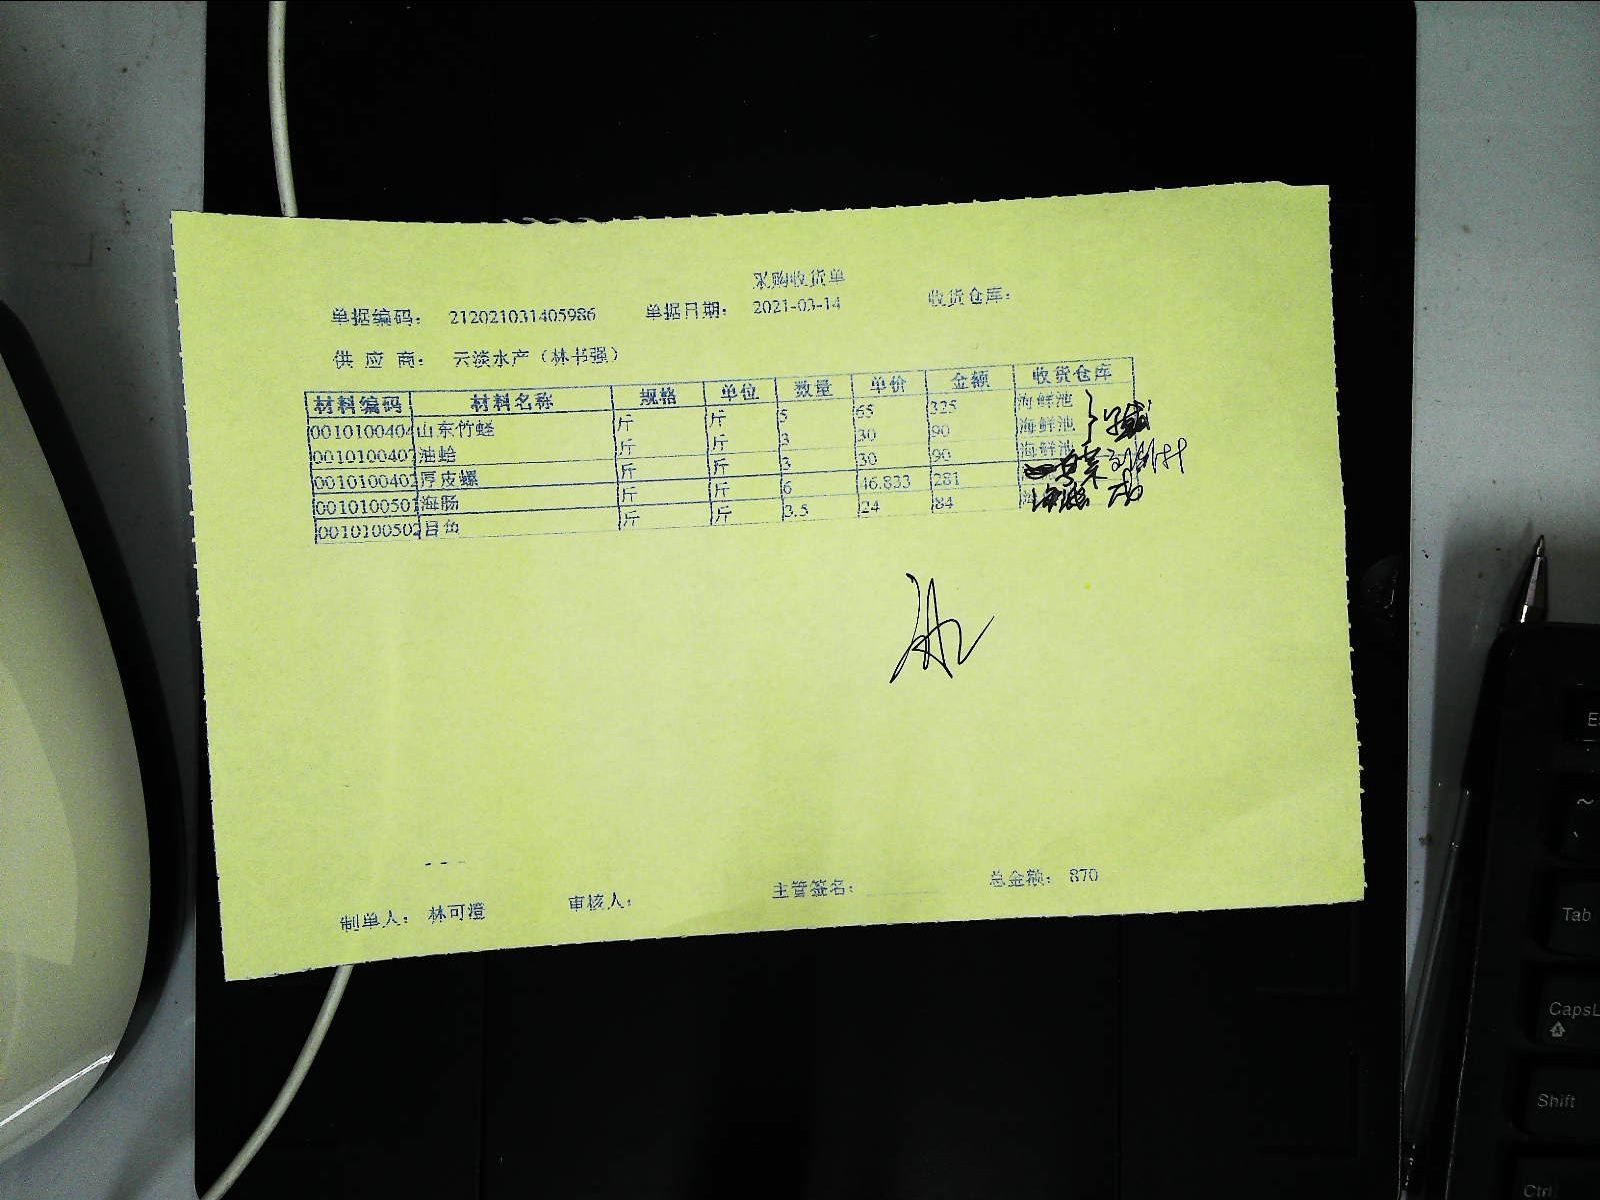 采购收货单
单据编码: 212021031405986 单据日期: 2021-03-14 收货仓库:
供 应 商: 云淡水产(林书强)
材料编码 材料名称 规格 单位 数量 单价 金额 收货仓库
0010100404 山东竹蛏 斤 斤 5 65 325 海鲜池
0010100407 油蛤 斤 斤 3 30 90 海鲜池
0010100402 厚皮螺 斤 斤 3 30 90 海鲜池
0010100501 海肠 斤 斤 6 46.833 281
0010100502 目鱼 斤 斤 3.5 24 84 海
---
制单人: 林可澄 审核人: 主管签名: 总金额: 870
E
~
Tab
CapsL
Shift
Ctrl